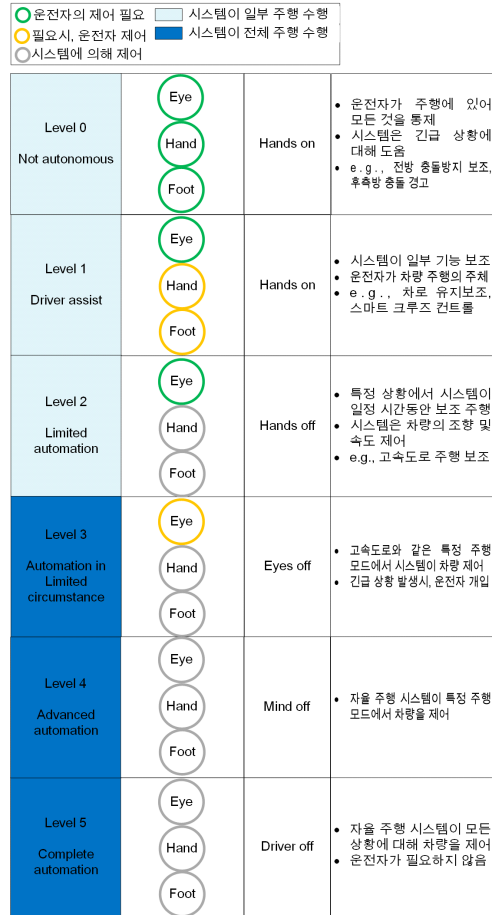 운전자의 제어 필요
시스템이 일부 주행 수행
필요시, 운전자 제어
시스템이 전체 주행 수행
시스템에 의해 제어
Level 0
Not autonomous
Eye
Hand
Foot
Hands on
• 운전자가 주행에 있어
모든 것을 통제
• 시스템은 긴급 상황에
대해 도움
• e.g., 전방 충돌방지 보조,
후측방 충돌 경고
Level 1
Driver assist
Eye
Hand
Foot
Hands on
• 시스템이 일부 기능 보조
• 운전자가 차량 주행의 주체
• e.g., 차로 유지보조,
스마트 크루즈 컨트롤
Level 2
Limited
automation
Eye
Hand
Foot
Hands off
• 특정 상황에서 시스템이
일정 시간동안 보조 주행
• 시스템은 차량의 조향 및
속도 제어
• e.g., 고속도로 주행 보조
Level 3
Automation in
Limited
circumstance
Eye
Hand
Foot
Eyes off
• 고속도로와 같은 특정 주행
모드에서 시스템이 차량 제어
• 긴급 상황 발생시, 운전자 개입
Level 4
Advanced
automation
Eye
Hand
Foot
Mind off
• 자율 주행 시스템이 특정 주행
모드에서 차량을 제어
Level 5
Complete
automation
Eye
Hand
Foot
Driver off
• 자율 주행 시스템이 모든
상황에 대해 차량을 제어
• 운전자가 필요하지 않음